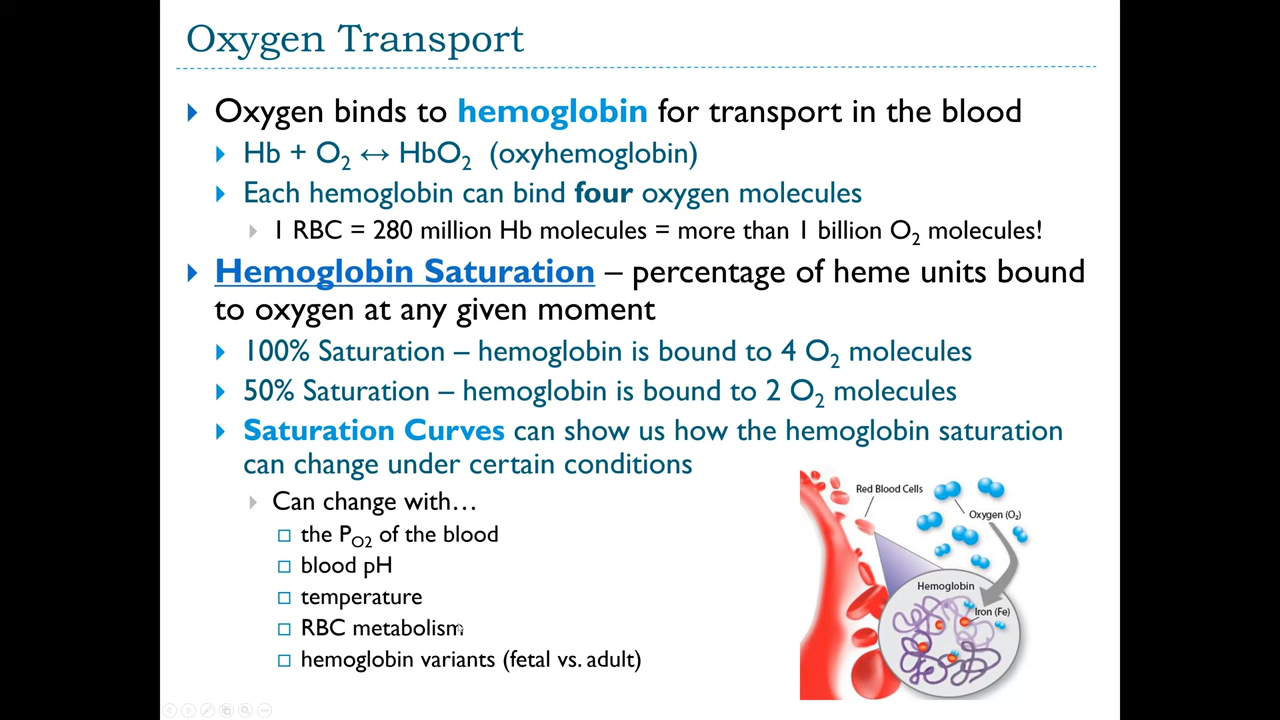 Oxygen Transport
Oxygen binds to hemoglobin for transport in the blood
Hb + O₂ ↔ HbO₂ (oxyhemoglobin)
Each hemoglobin can bind four oxygen molecules
1 RBC = 280 million Hb molecules = more than 1 billion O₂ molecules!
Hemoglobin Saturation – percentage of heme units bound
to oxygen at any given moment
100% Saturation – hemoglobin is bound to 4 O₂ molecules
50% Saturation – hemoglobin is bound to 2 O₂ molecules
Saturation Curves can show us how the hemoglobin saturation
can change under certain conditions
Can change with…
the P_O2 of the blood
blood pH
temperature
RBC metabolism
hemoglobin variants (fetal vs. adult)
Red Blood Cells
Oxygen (O₂)
Hemoglobin
Iron (Fe)